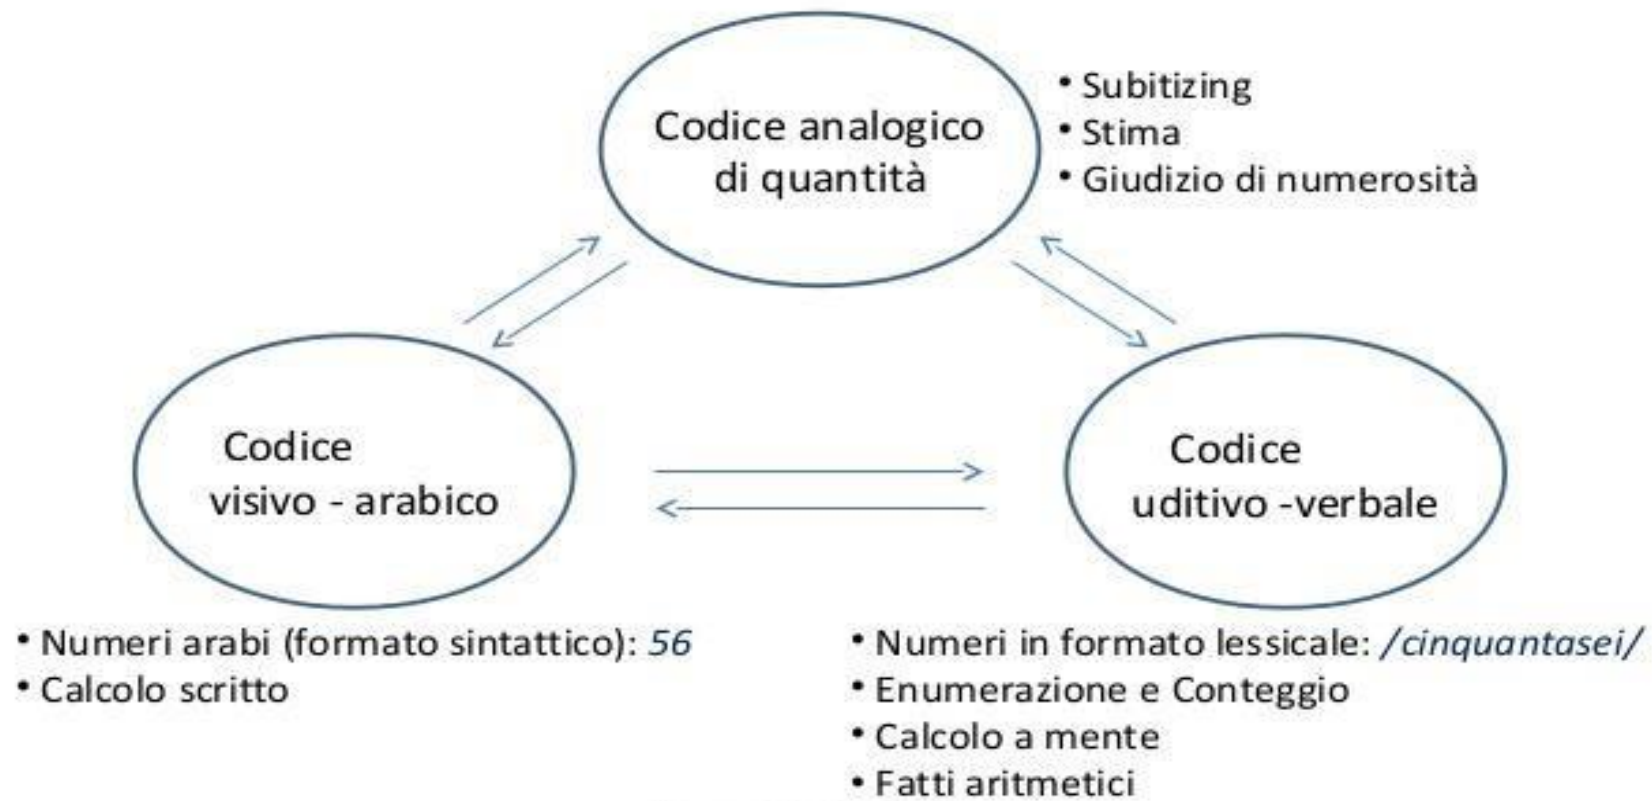 Codice analogico
di quantità
• Subitizing
• Stima
• Giudizio di numerosità
Codice
visivo - arabico
Codice
uditivo -verbale
• Numeri arabi (formato sintattico): 56
• Calcolo scritto
• Numeri in formato lessicale: /cinquantasei/
• Enumerazione e Conteggio
• Calcolo a mente
• Fatti aritmetici